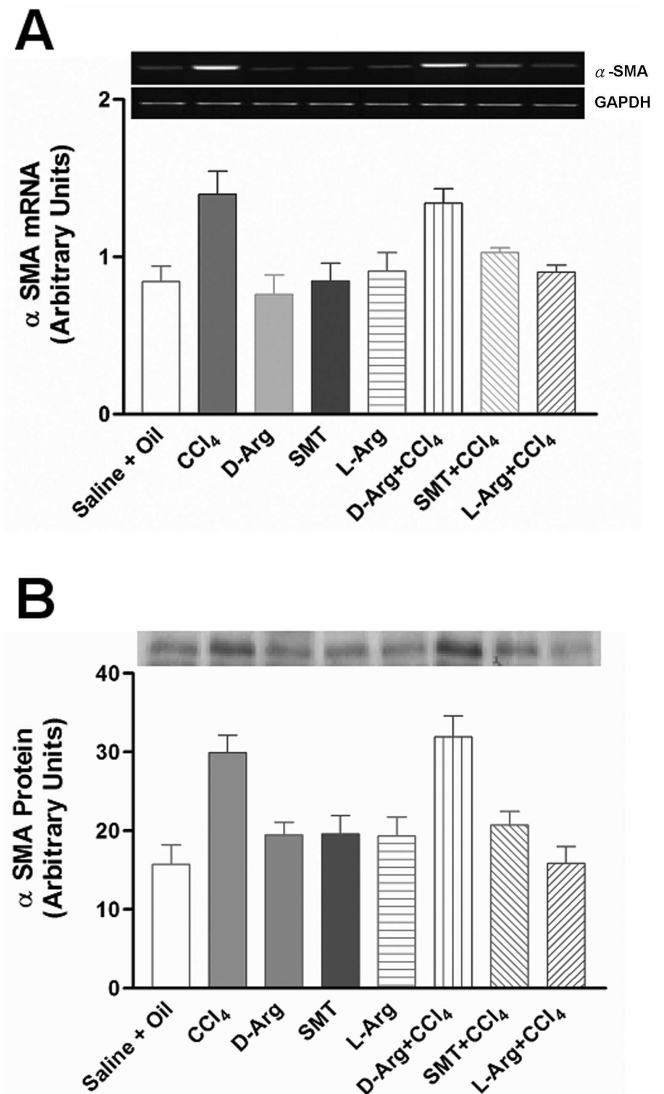 A
α-SMA
GAPDH
2
1
0
α SMA mRNA
(Arbitrary Units)
Saline + Oil
CCl₄
D-Arg
SMT
L-Arg
D-Arg+CCl₄
SMT+CCl₄
L-Arg+CCl₄
B
40
30
20
10
0
α SMA Protein
(Arbitrary Units)
Saline + Oil
CCl₄
D-Arg
SMT
L-Arg
D-Arg+CCl₄
SMT+CCl₄
L-Arg+CCl₄